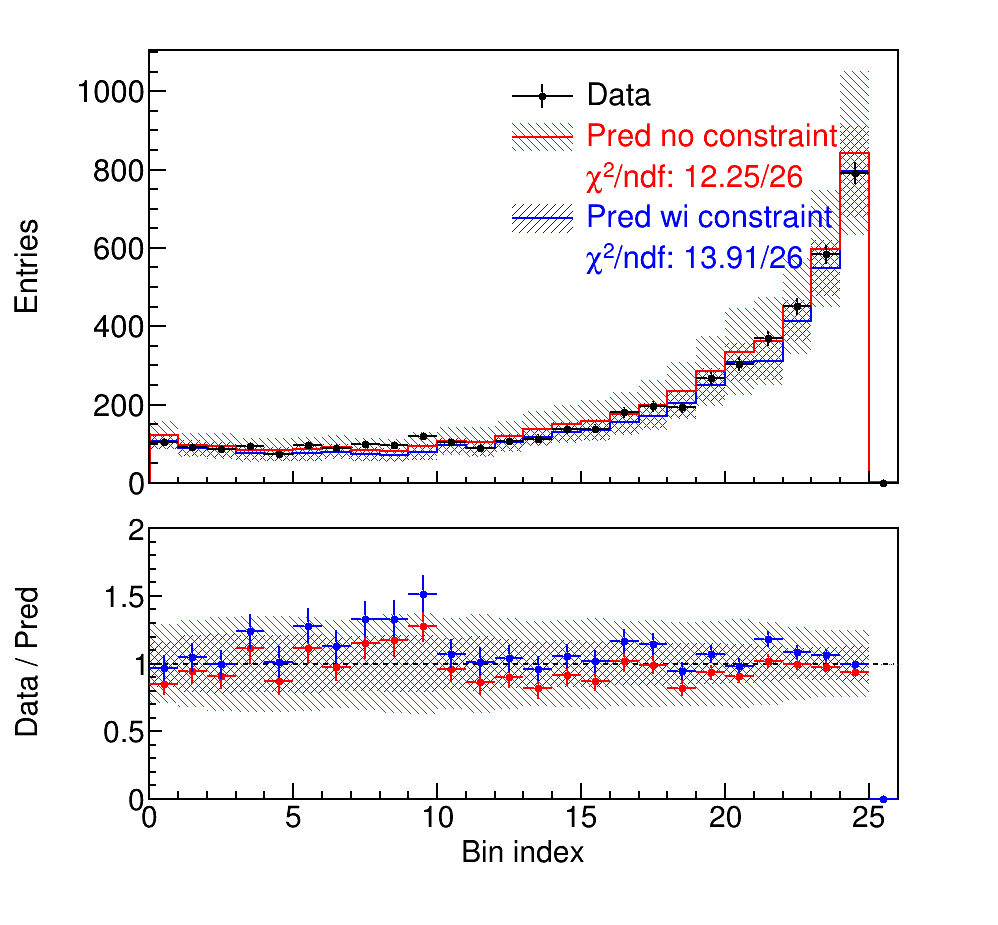 1000
800
600
400
200
0
Entries
Data
Pred no constraint
χ²/ndf: 12.25/26
Pred wi constraint
χ²/ndf: 13.91/26
2
1.5
1
0.5
0
Data / Pred
0 5 10 15 20 25
Bin index